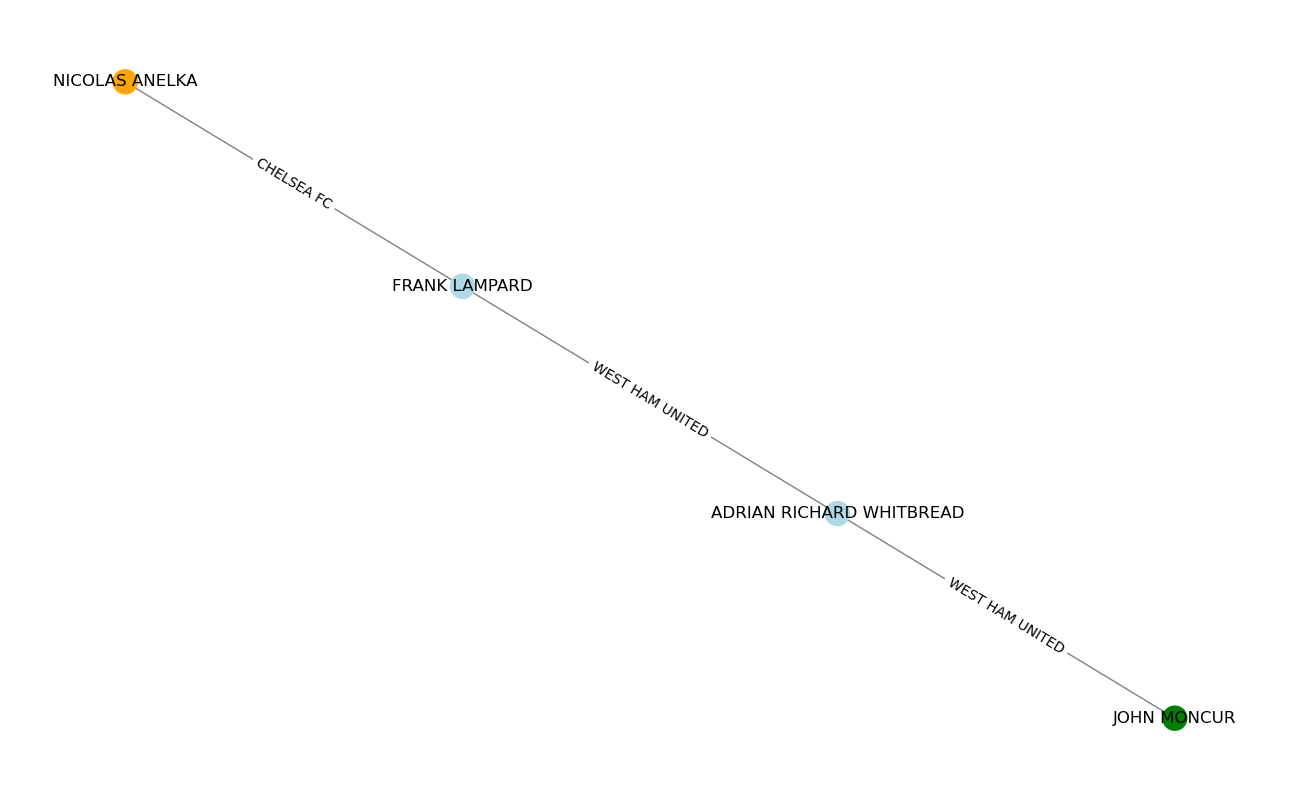 NICOLAS ANELKA
CHELSEA FC
FRANK LAMPARD
WEST HAM UNITED
ADRIAN RICHARD WHITBREAD
WEST HAM UNITED
JOHN MONCUR